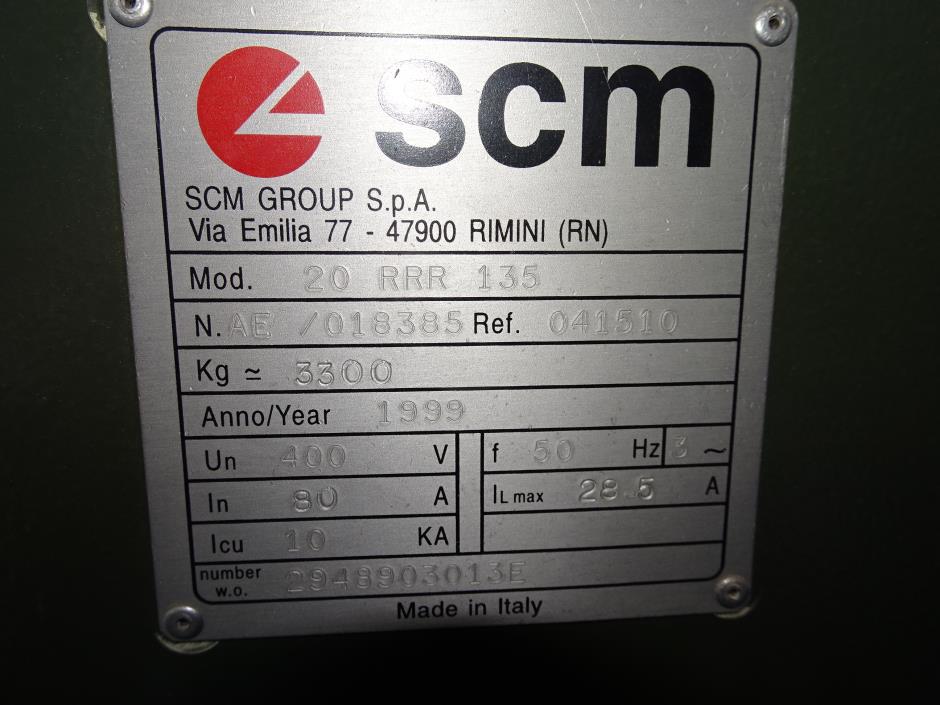 scm
SCM GROUP S.p.A.
Via Emilia 77 - 47900 RIMINI (RN)
Mod. 20 RRR 135
N. AE /018385 Ref. 041510
Kg ≃ 3300
Anno/Year 1999
Un 400 V f 50 Hz 3 ~
In 80 A IL max 28.5 A
Icu 10 KA
number w.o. 2948903013E
Made in Italy